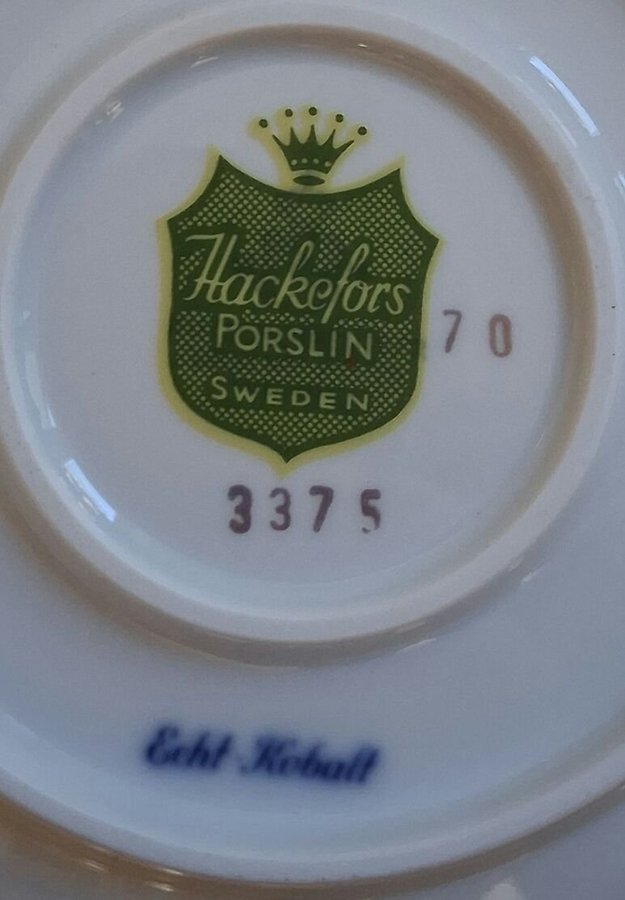 Hackefors
PORSLIN
SWEDEN
70
3375
Echt Kobalt